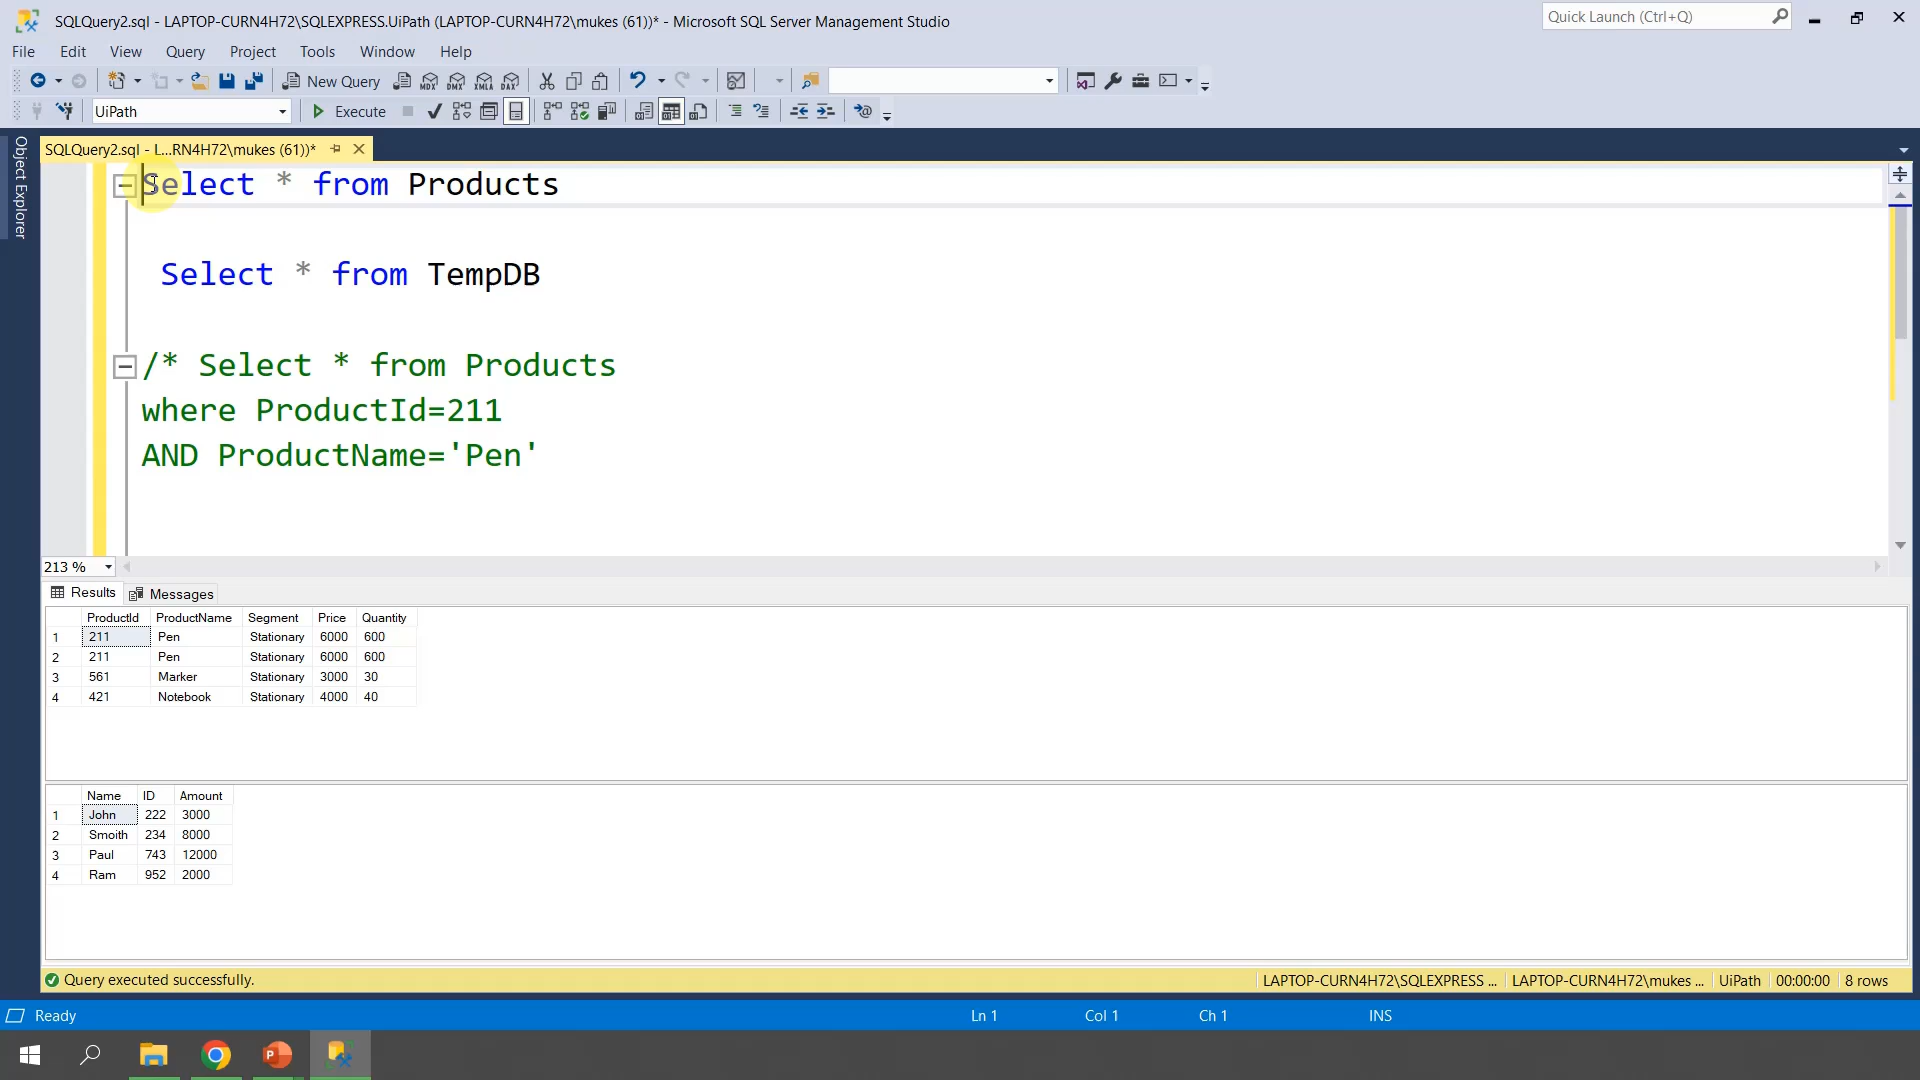 SQLQuery2.sql - LAPTOP-CURN4H72\SQLEXPRESS.UiPath (LAPTOP-CURN4H72\mukes (61))* - Microsoft SQL Server Management Studio
Quick Launch (Ctrl+Q)
File Edit View Query Project Tools Window Help
New Query MDX DMX XMLA DAX
UiPath Execute
Object Explorer
SQLQuery2.sql - L...RN4H72\mukes (61))*
Select * from Products
Select * from TempDB
/* Select * from Products
where ProductId=211
AND ProductName='Pen'
213 %
Results Messages
ProductId ProductName Segment Price Quantity
1 211 Pen Stationary 6000 600
2 211 Pen Stationary 6000 600
3 561 Marker Stationary 3000 30
4 421 Notebook Stationary 4000 40
Name ID Amount
1 John 222 3000
2 Smoith 234 8000
3 Paul 743 12000
4 Ram 952 2000
Query executed successfully. LAPTOP-CURN4H72\SQLEXPRESS ... LAPTOP-CURN4H72\mukes ... UiPath 00:00:00 8 rows
Ready Ln 1 Col 1 Ch 1 INS